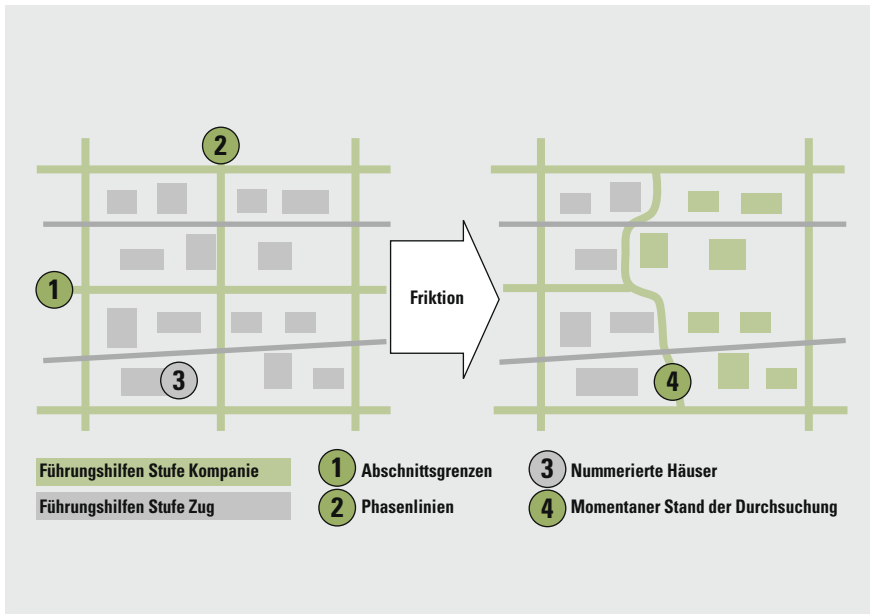 2
1
Friktion
3
4
Führungshilfen Stufe Kompanie
1 Abschnittsgrenzen
3 Nummerierte Häuser
Führungshilfen Stufe Zug
2 Phasenlinien
4 Momentaner Stand der Durchsuchung